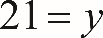 21 = y